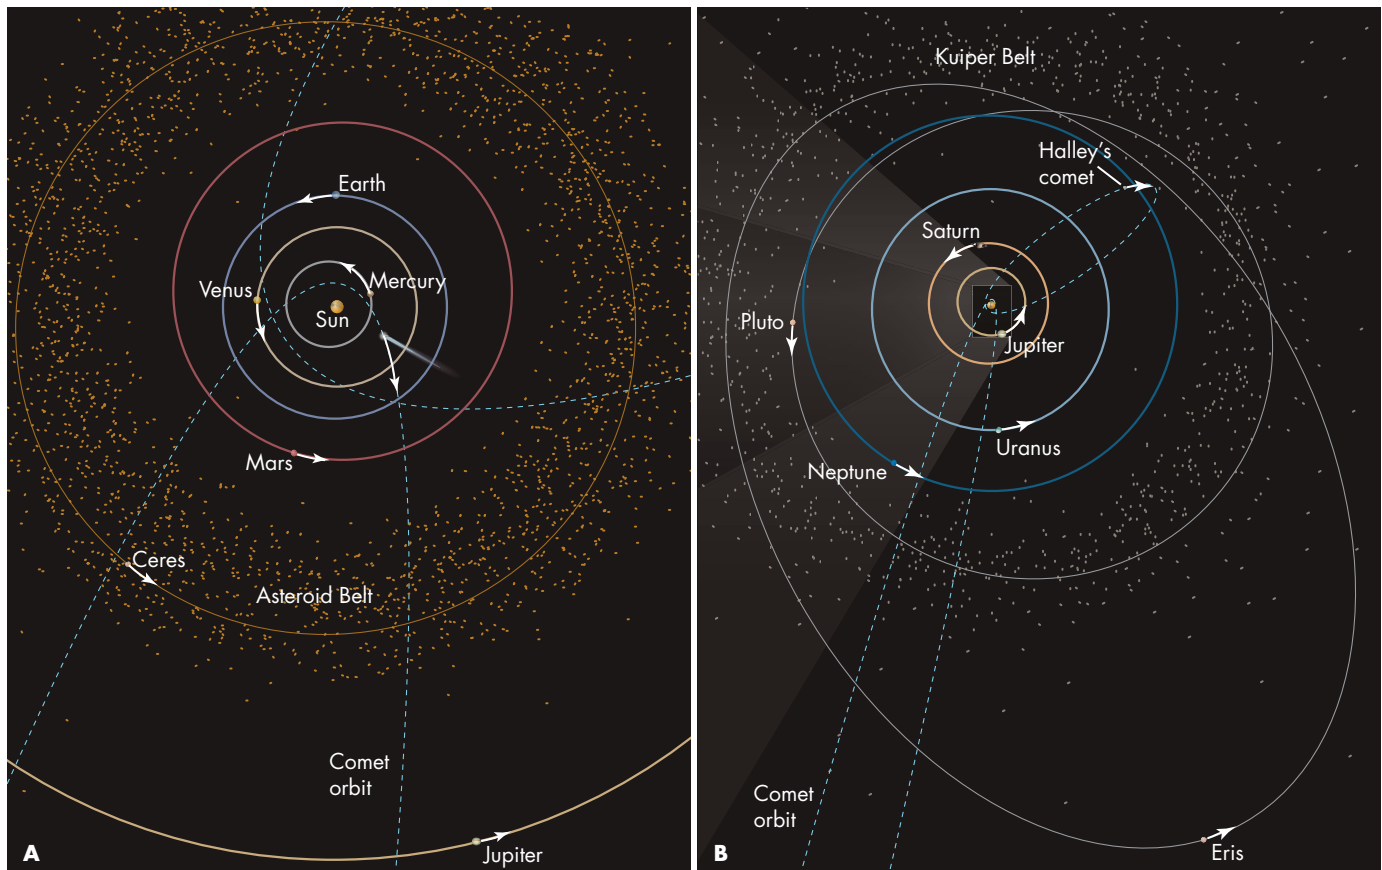 Earth
Venus
Mercury
Sun
Mars
Ceres
Asteroid Belt
Comet
orbit
Jupiter
A
Kuiper Belt
Halley's
comet
Saturn
Pluto
Jupiter
Uranus
Neptune
Comet
orbit
Eris
B